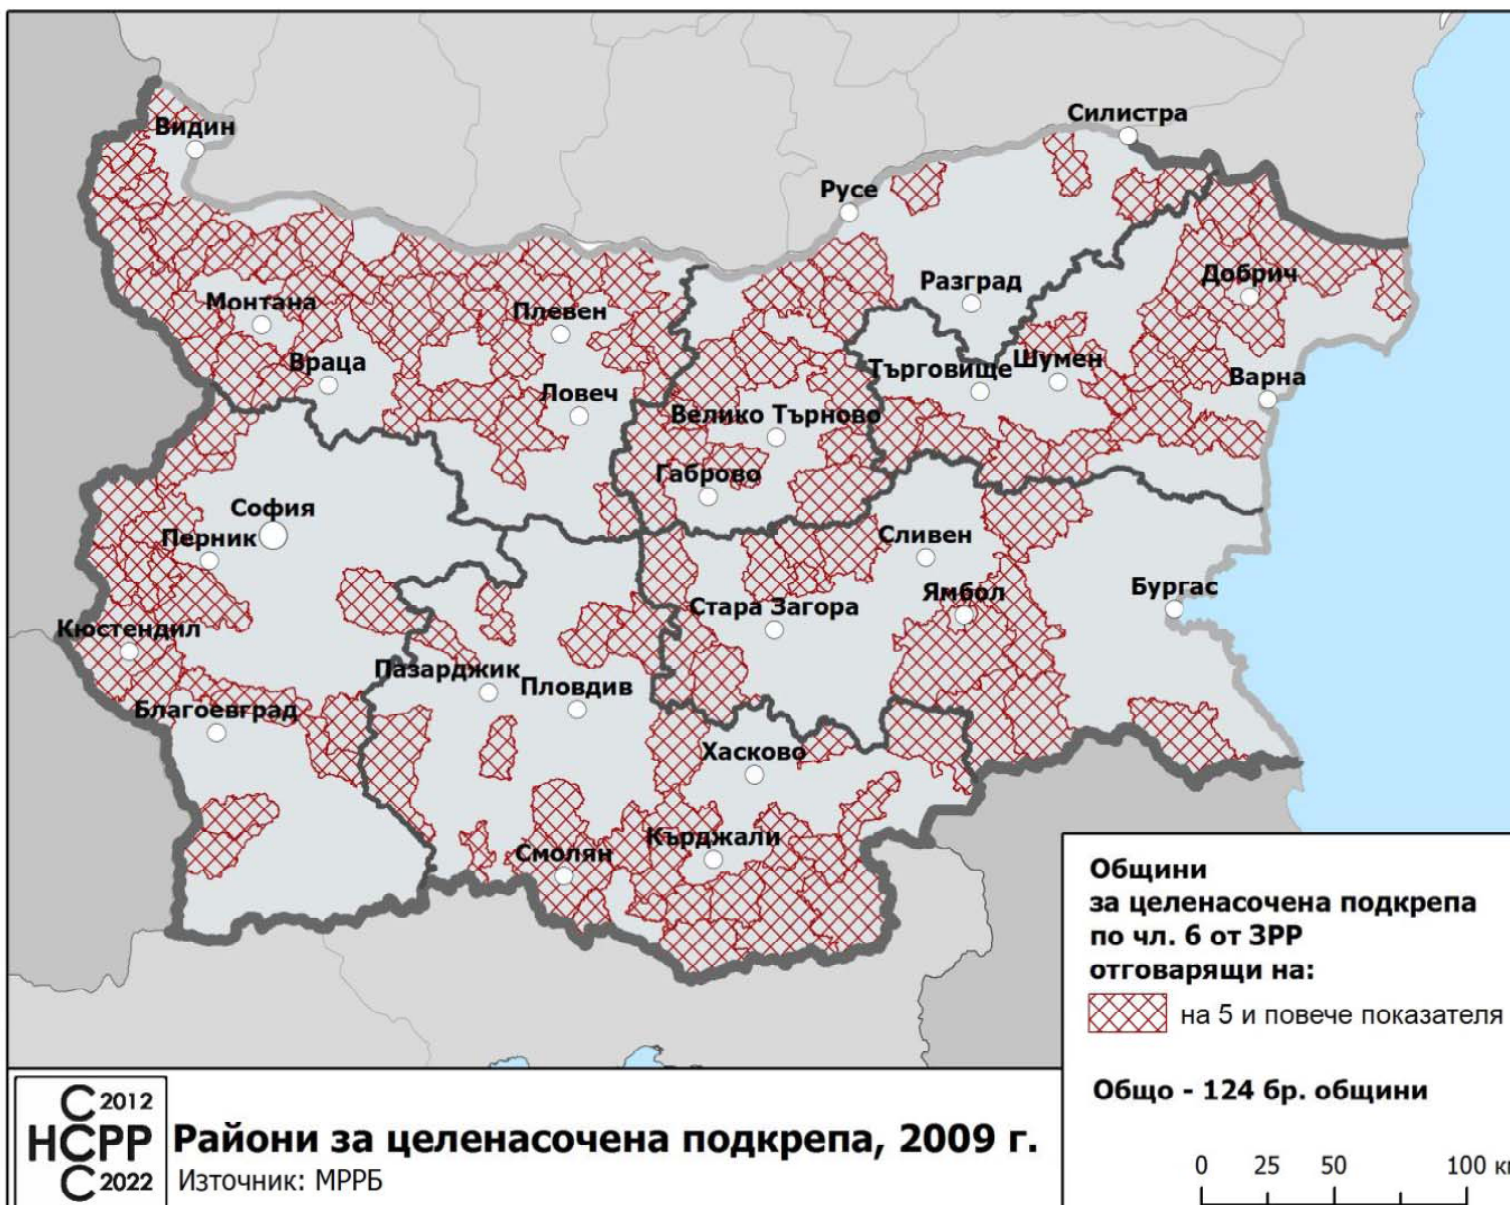 Силистра
Видин
Русе
Добрич
Разград
Монтана
Плевен
Враца
Търговище
Шумен
Варна
Ловеч
Велико Търново
Габрово
София
Перник
Сливен
Ямбол
Бургас
Стара Загора
Кюстендил
Пазарджик
Пловдив
Благоевград
Хасково
Кърджали
Смолян
Общини
за целенасочена подкрепа
по чл. 6 от ЗРР
отговарящи на:
на 5 и повече показателя
Общо - 124 бр. общини
0 25 50 100 км
С 2012
НСРР
С 2022
Райони за целенасочена подкрепа, 2009 г.
Източник: МРРБ